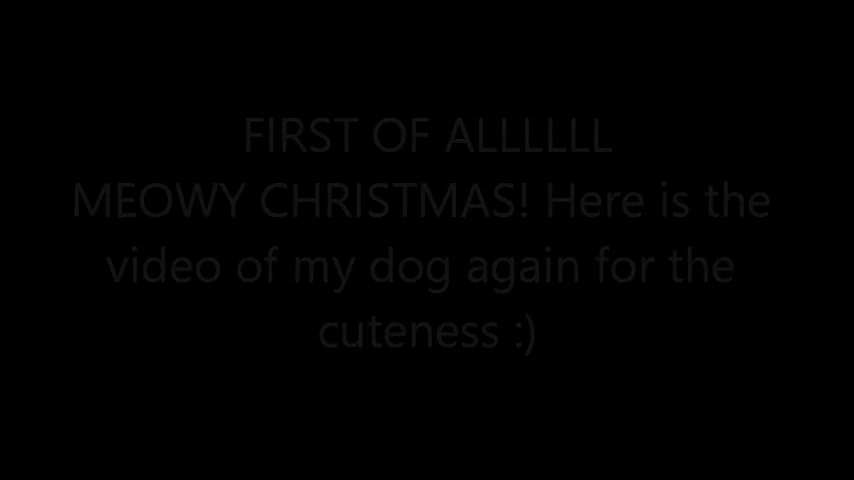 FIRST OF ALLLLLL
MEOWY CHRISTMAS! Here is the
video of my dog again for the
cuteness :)